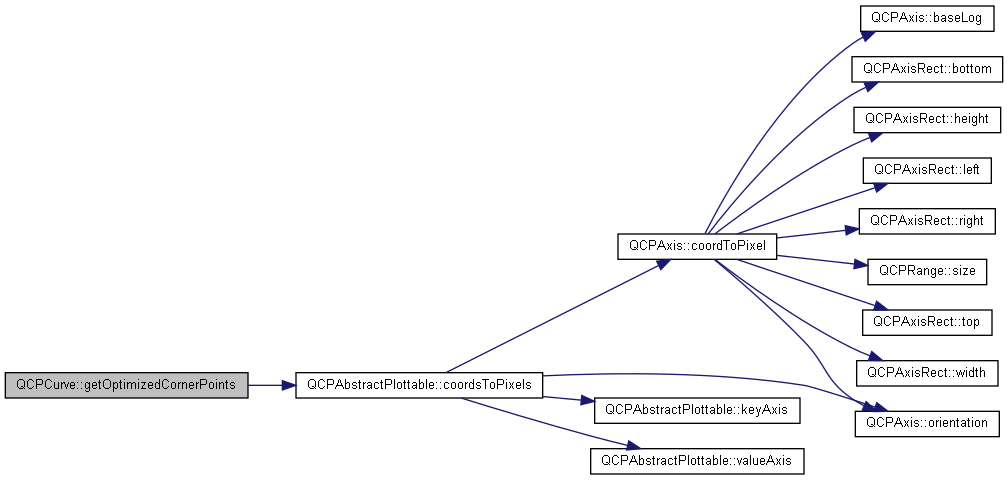 QCPAxis::baseLog
QCPAxisRect::bottom
QCPAxisRect::height
QCPAxisRect::left
QCPAxisRect::right
QCPAxis::coordToPixel
QCPRange::size
QCPAxisRect::top
QCPAxisRect::width
QCPCurve::getOptimizedCornerPoints
QCPAbstractPlottable::coordsToPixels
QCPAbstractPlottable::keyAxis
QCPAxis::orientation
QCPAbstractPlottable::valueAxis